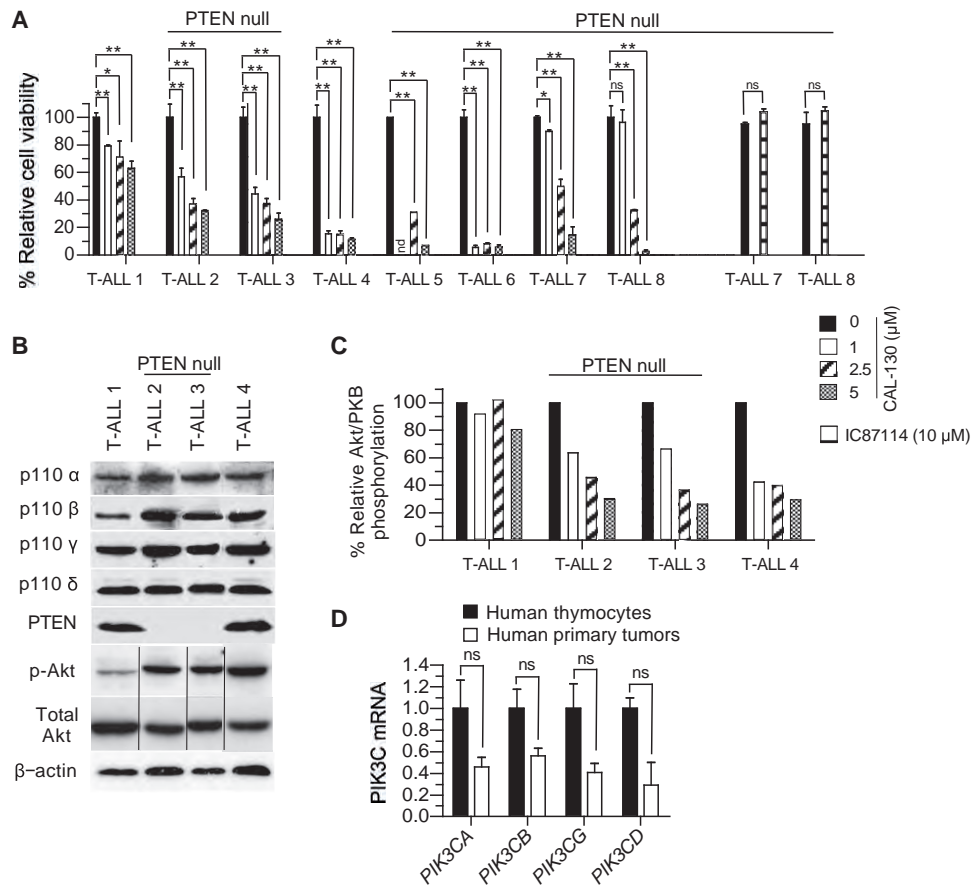 A
PTEN null
PTEN null
% Relative cell viability
100
80
60
40
20
0
**
*
**
**
**
**
**
**
**
**
**
**
**
**
nd
**
**
**
**
**
*
**
**
ns
ns
ns
T-ALL 1
T-ALL 2
T-ALL 3
T-ALL 4
T-ALL 5
T-ALL 6
T-ALL 7
T-ALL 8
T-ALL 7
T-ALL 8
0
1
2.5
5
CAL-130 (µM)
IC87114 (10 µM)
B
PTEN null
T-ALL 1
T-ALL 2
T-ALL 3
T-ALL 4
p110 α
p110 β
p110 γ
p110 δ
PTEN
p-Akt
Total
Akt
β−actin
C
PTEN null
% Relative Akt/PKB
phosphorylation
100
80
60
40
20
0
T-ALL 1
T-ALL 2
T-ALL 3
T-ALL 4
D
Human thymocytes
Human primary tumors
PIK3C mRNA
1.4
1.2
1.0
0.8
0.6
0.4
0.2
0.0
ns
ns
ns
ns
PIK3CA
PIK3CB
PIK3CG
PIK3CD